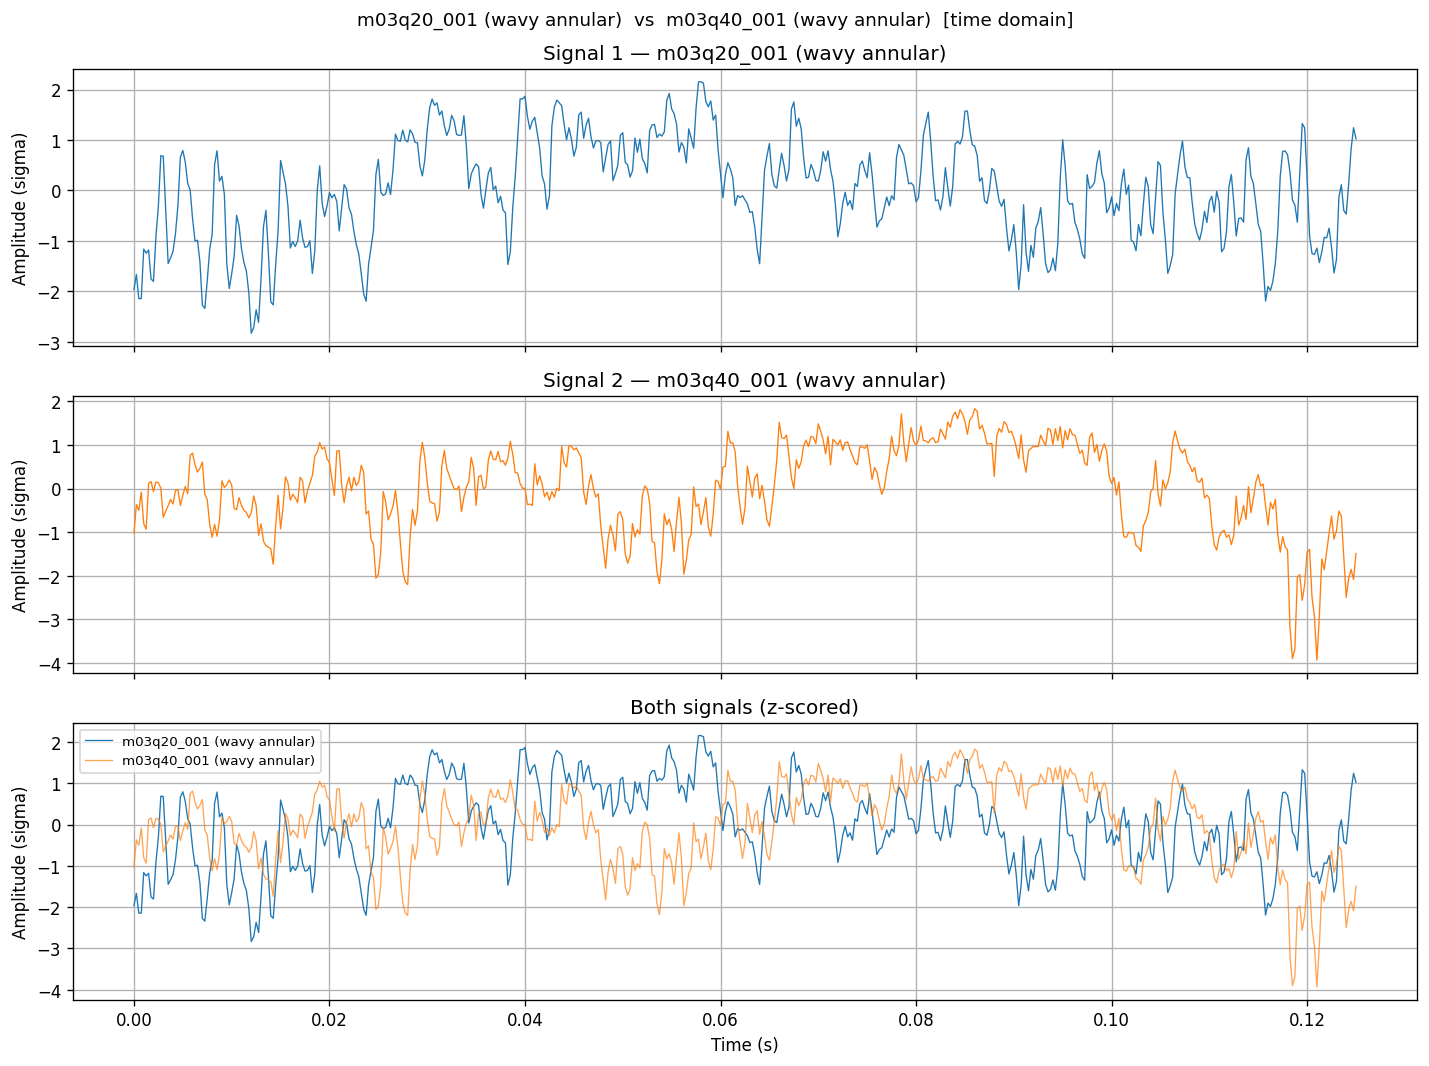 m03q20_001 (wavy annular)  vs  m03q40_001 (wavy annular)  [time domain]
Signal 1 — m03q20_001 (wavy annular)
2
1
0
−1
−2
−3
Amplitude (sigma)
Signal 2 — m03q40_001 (wavy annular)
2
1
0
−1
−2
−3
−4
Amplitude (sigma)
Both signals (z-scored)
m03q20_001 (wavy annular)
m03q40_001 (wavy annular)
2
1
0
−1
−2
−3
−4
Amplitude (sigma)
0.00 0.02 0.04 0.06 0.08 0.10 0.12
Time (s)